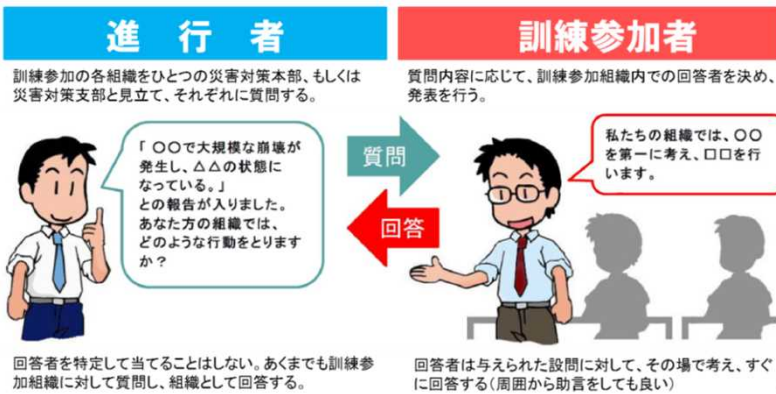 進行者
訓練参加者
訓練参加の各組織をひとつの災害対策本部、もしくは
災害対策支部と見立て、それぞれに質問する。
質問内容に応じて、訓練参加組織内での回答者を決め、
発表を行う。
「 〇〇で大規模な崩壊が
発生し、△△の状態に
なっている。」
との報告が入りました。
あなた方の組織では、
どのような行動をとります
か？
質問
回答
私たちの組織では、〇〇
を第一に考え、□□を行
います。
回答者を特定して当てることはしない。あくまでも訓練参
加組織に対して質問し、組織として回答する。
回答者は与えられた設問に対して、その場で考え、すぐ
に回答する（周囲から助言をしても良い）